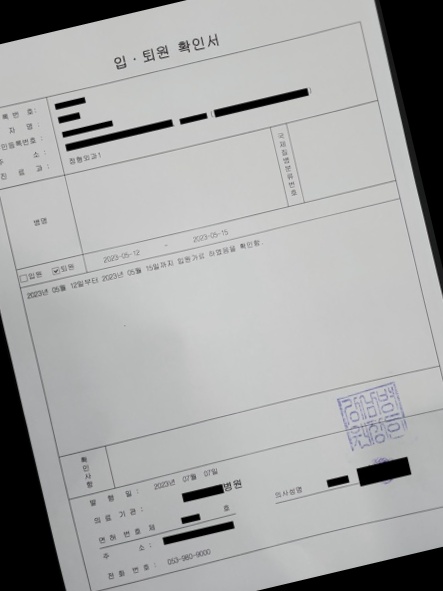 입 · 퇴원 확인서
록 번 호:
자 명 :
민등록번호 :
주 소 :
진 료 과 : 정형외과1
병명
국제질병분류번호
입원 퇴원 2023-05-12 - 2023-05-15
2023년 05월 12일부터 2023년 05월 15일까지 입원가료 하였음을 확인함.
확인사항
발 행 일 : 2023년 07월 07일
의 료 기 관 : 병원
면 허 번 호 제 호 의사성명
주 소 :
전 화 번 호 : 053-980-9000